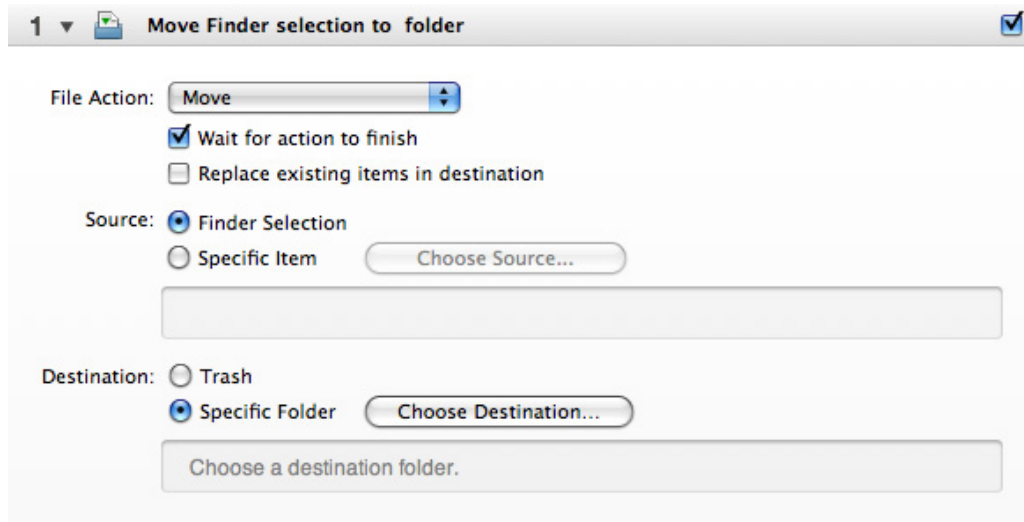 1 Move Finder selection to folder
File Action: Move
Wait for action to finish
Replace existing items in destination
Source: Finder Selection
Specific Item Choose Source...
Destination: Trash
Specific Folder Choose Destination...
Choose a destination folder.